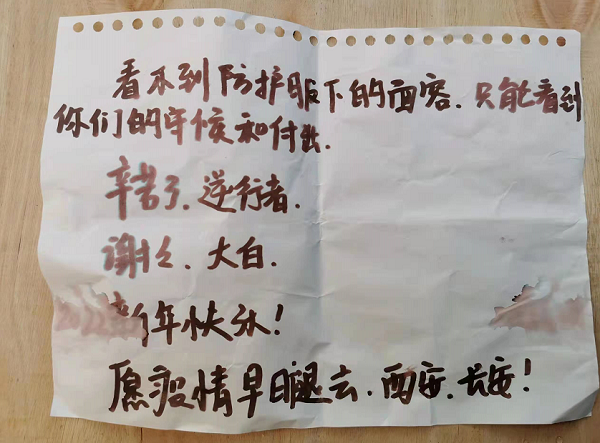 看不到防护服下的面容.只能看到
你们的守候和付出.
辛苦了.逆行者.
谢谢.大白.
新年快乐!
愿疫情早日退去.西安.长安!